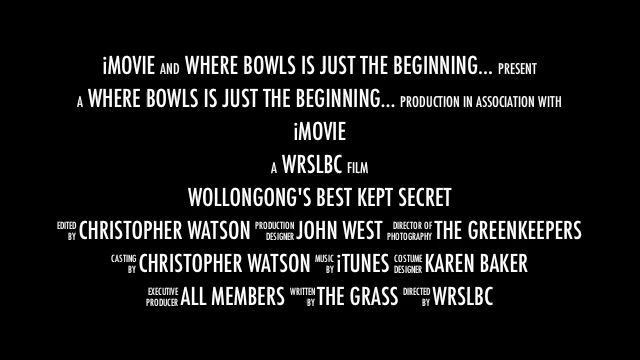 iMOVIE AND WHERE BOWLS IS JUST THE BEGINNING... PRESENT
A WHERE BOWLS IS JUST THE BEGINNING... PRODUCTION IN ASSOCIATION WITH
iMOVIE
A WRSLBC FILM
WOLLONGONG'S BEST KEPT SECRET
EDITED BY CHRISTOPHER WATSON PRODUCTION DESIGNER JOHN WEST DIRECTOR OF PHOTOGRAPHY THE GREENKEEPERS
CASTING BY CHRISTOPHER WATSON MUSIC BY iTUNES COSTUME DESIGNER KAREN BAKER
EXECUTIVE PRODUCER ALL MEMBERS WRITTEN BY THE GRASS DIRECTED BY WRSLBC